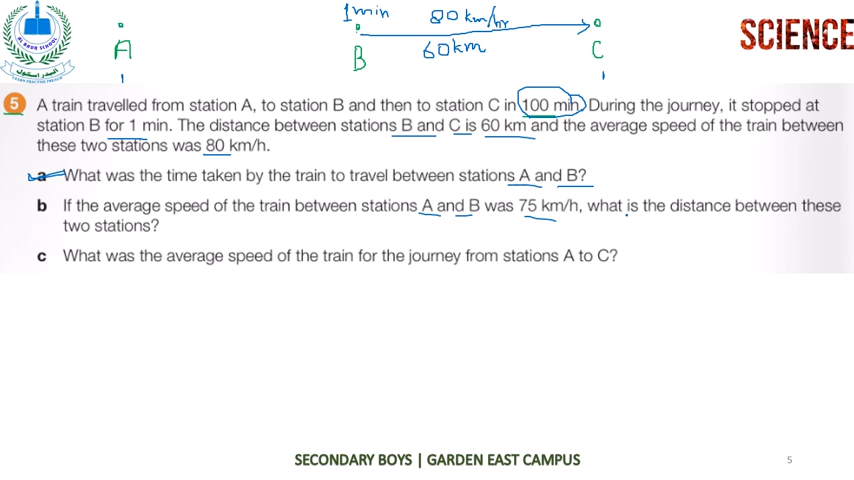 AL BADR SCHOOL
1min
80 km/hr
SCIENCE
A
B
60km
C
5 A train travelled from station A, to station B and then to station C in 100 min. During the journey, it stopped at
station B for 1 min. The distance between stations B and C is 60 km and the average speed of the train between
these two stations was 80 km/h.
a What was the time taken by the train to travel between stations A and B?
b If the average speed of the train between stations A and B was 75 km/h, what is the distance between these
two stations?
c What was the average speed of the train for the journey from stations A to C?
SECONDARY BOYS | GARDEN EAST CAMPUS
5